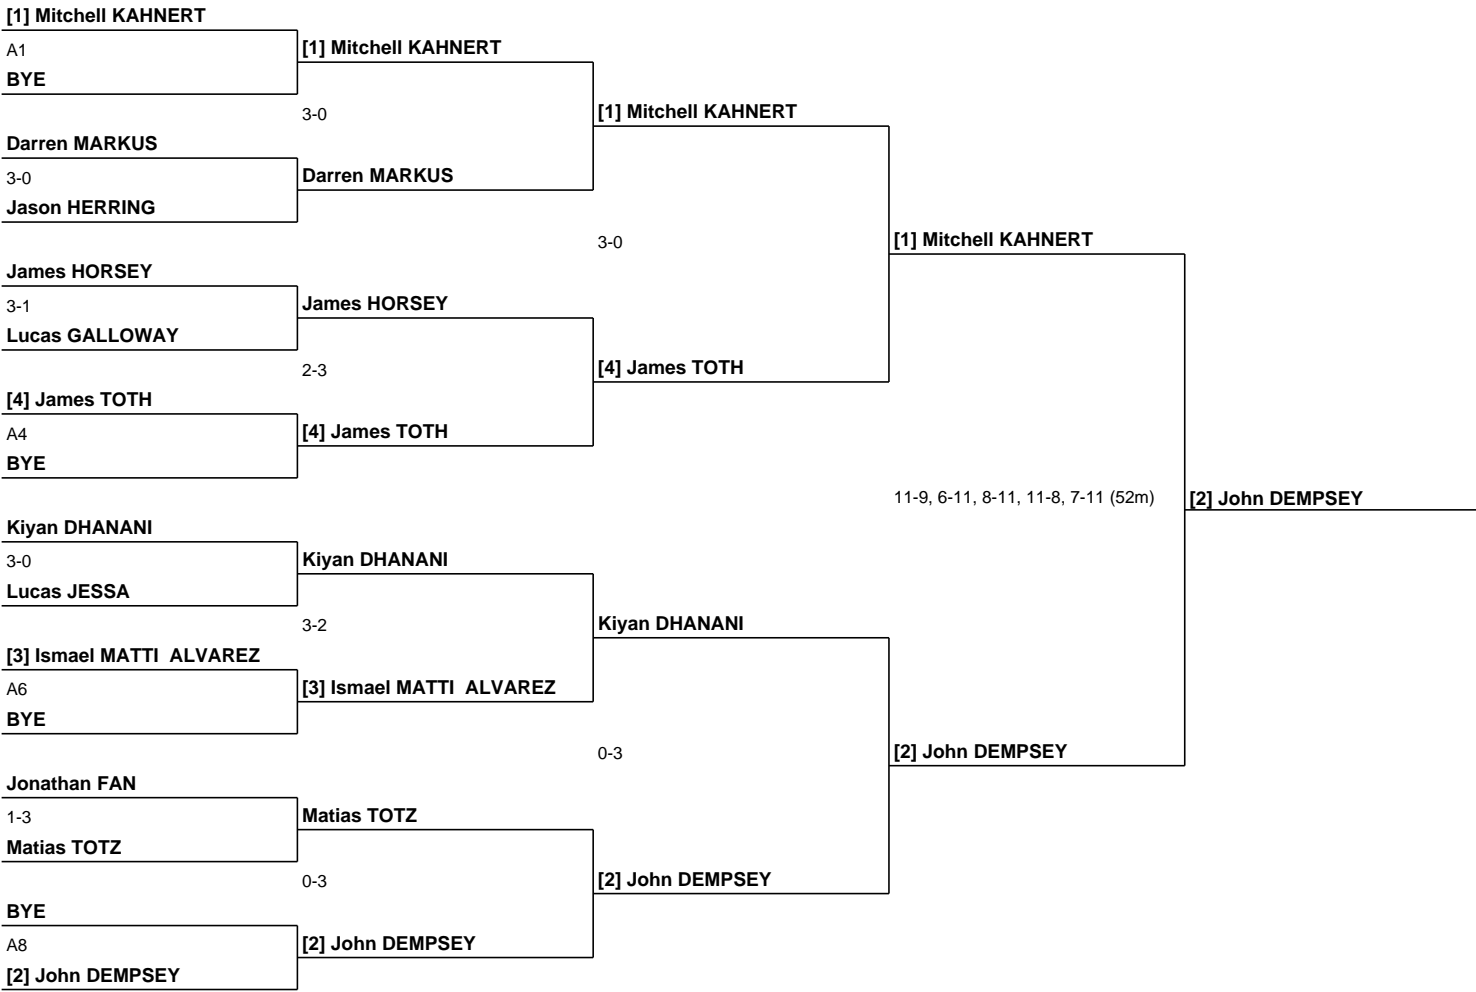 [1] Mitchell KAHNERT
A1
BYE
Darren MARKUS
3-0
Jason HERRING
James HORSEY
3-1
Lucas GALLOWAY
[4] James TOTH
A4
BYE
Kiyan DHANANI
3-0
Lucas JESSA
[3] Ismael MATTI  ALVAREZ
A6
BYE
Jonathan FAN
1-3
Matias TOTZ
BYE
A8
[2] John DEMPSEY
[1] Mitchell KAHNERT
3-0
Darren MARKUS
James HORSEY
2-3
[4] James TOTH
Kiyan DHANANI
3-2
[3] Ismael MATTI  ALVAREZ
Matias TOTZ
0-3
[2] John DEMPSEY
[1] Mitchell KAHNERT
3-0
[4] James TOTH
Kiyan DHANANI
0-3
[2] John DEMPSEY
[1] Mitchell KAHNERT
11-9, 6-11, 8-11, 11-8, 7-11 (52m)
[2] John DEMPSEY
[2] John DEMPSEY